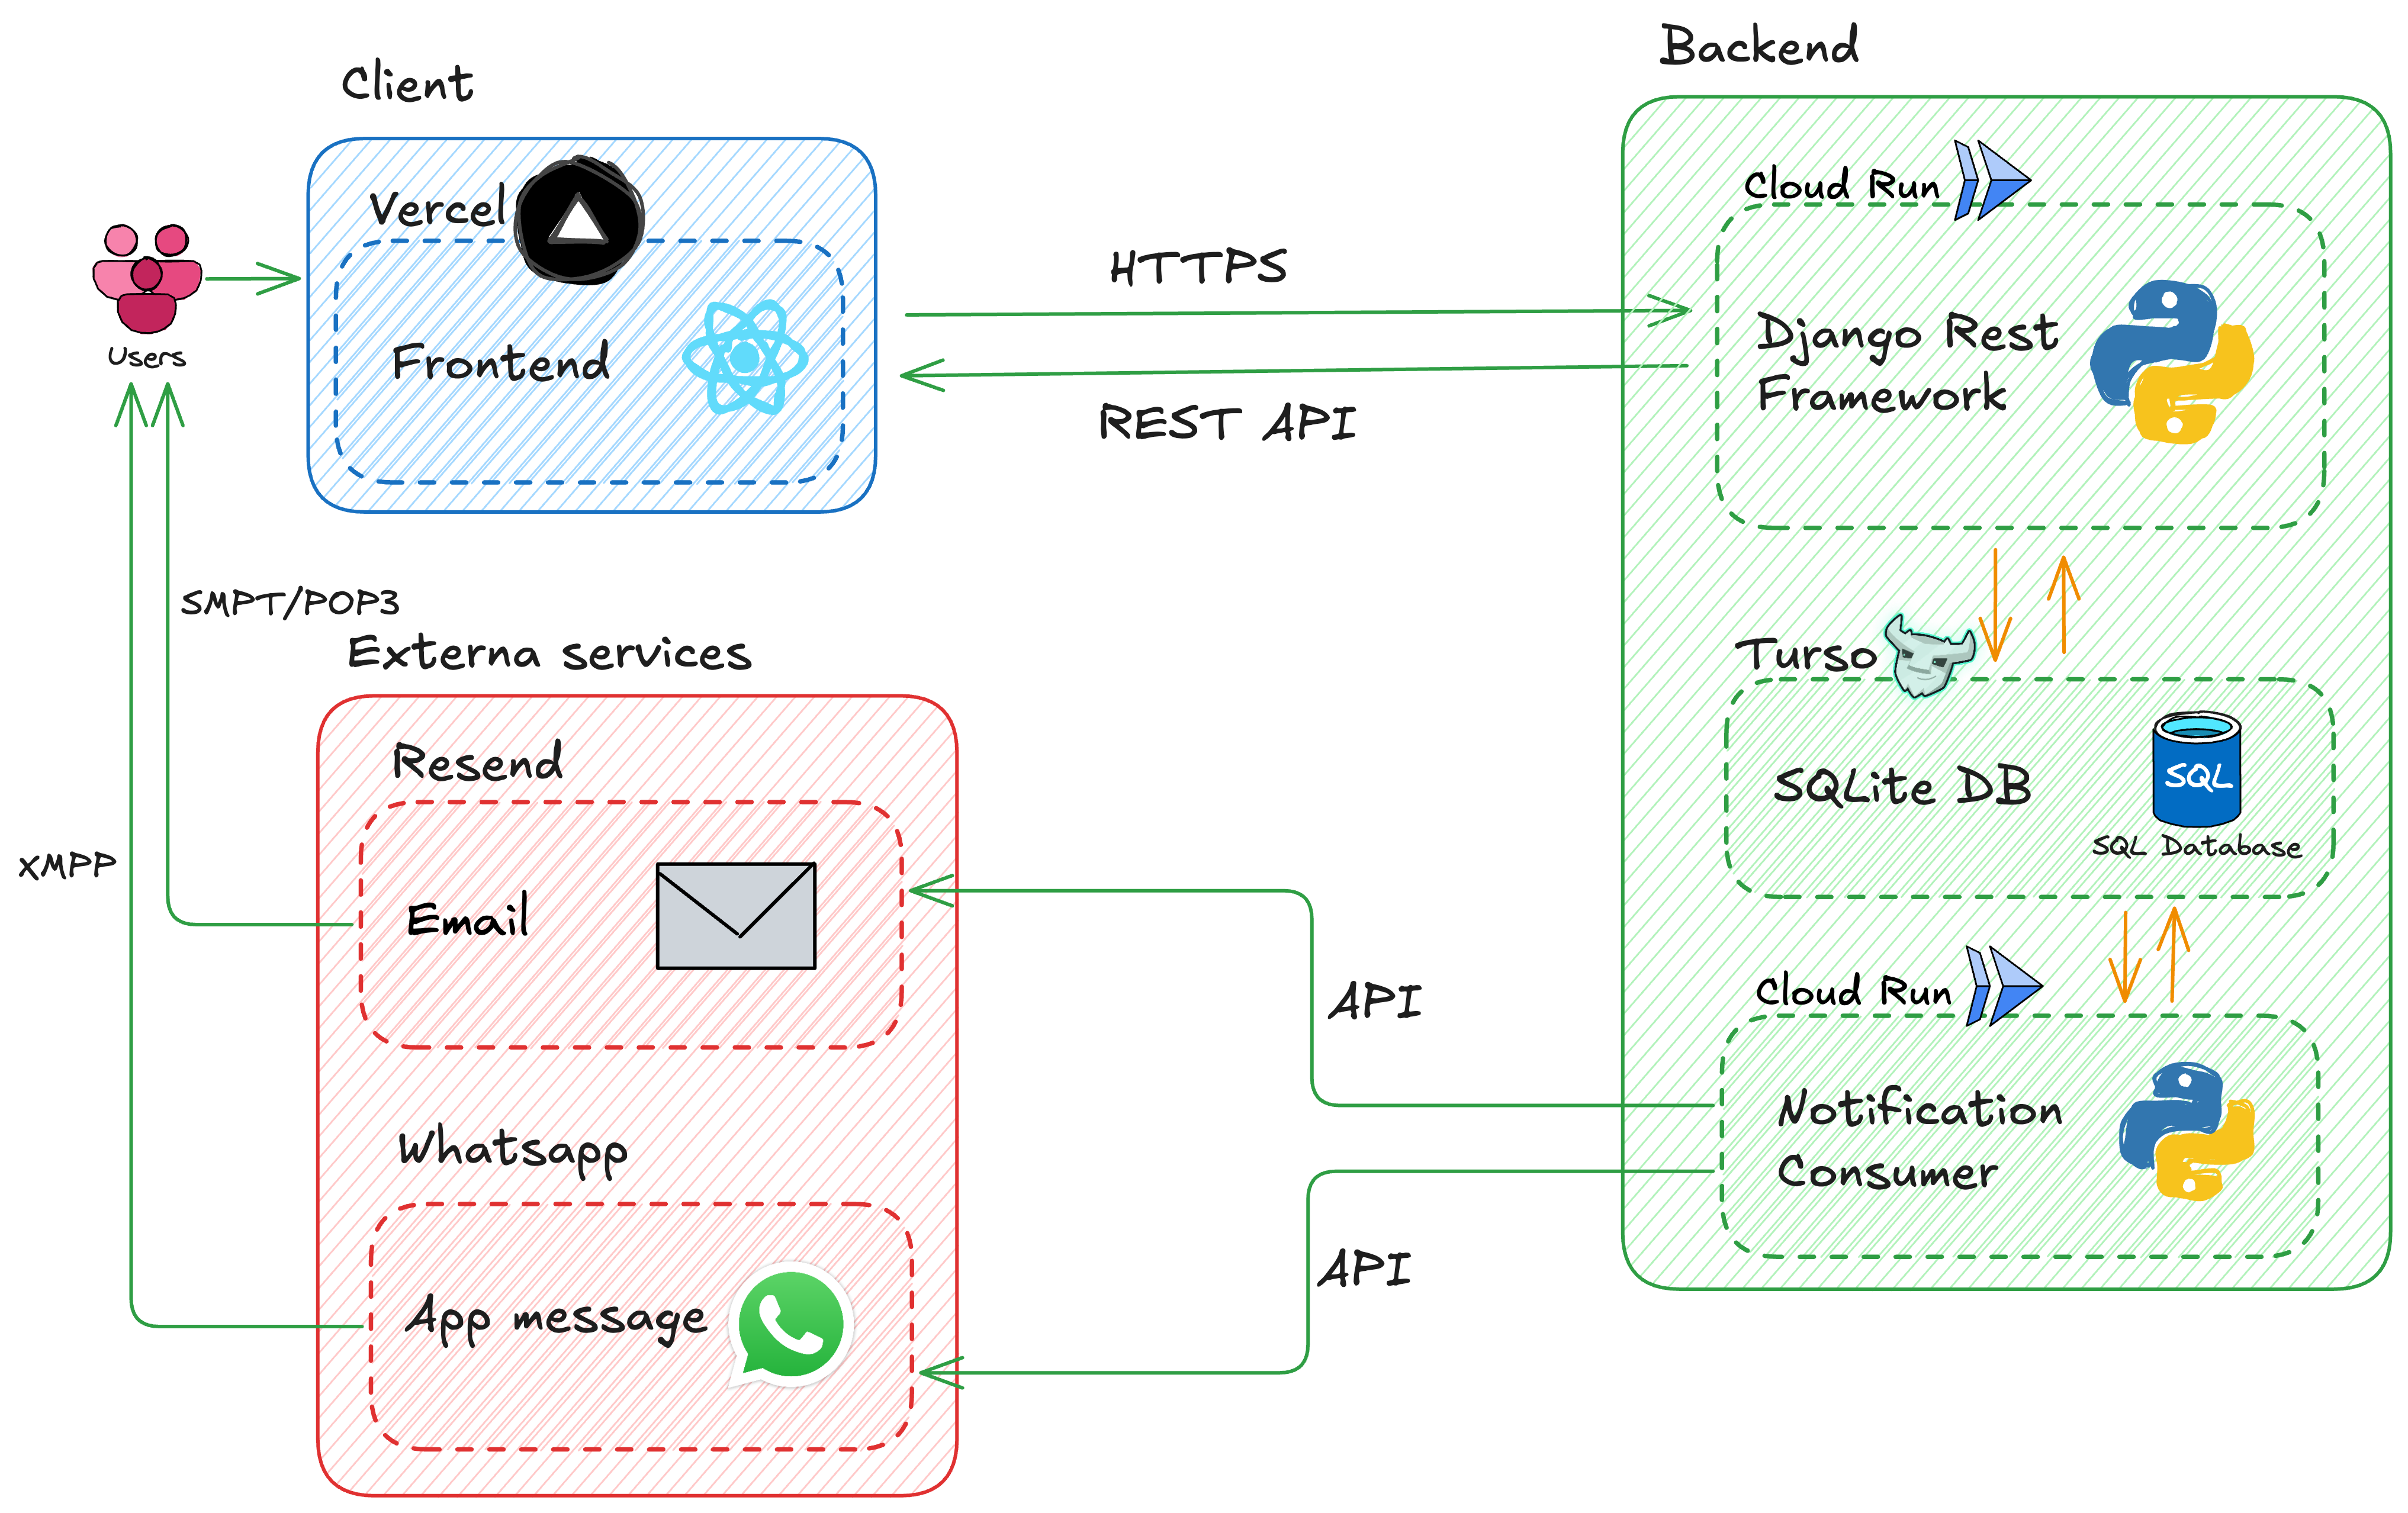 Backend
Client
Cloud Run
Vercel
HTTPS
Django Rest
Framework
Users
Frontend
REST API
SMPT/POP3
Externa services
Turso
Resend
SQLite DB
SQL
SQL Database
XMPP
Email
API
Cloud Run
Notification
Consumer
Whatsapp
API
App message